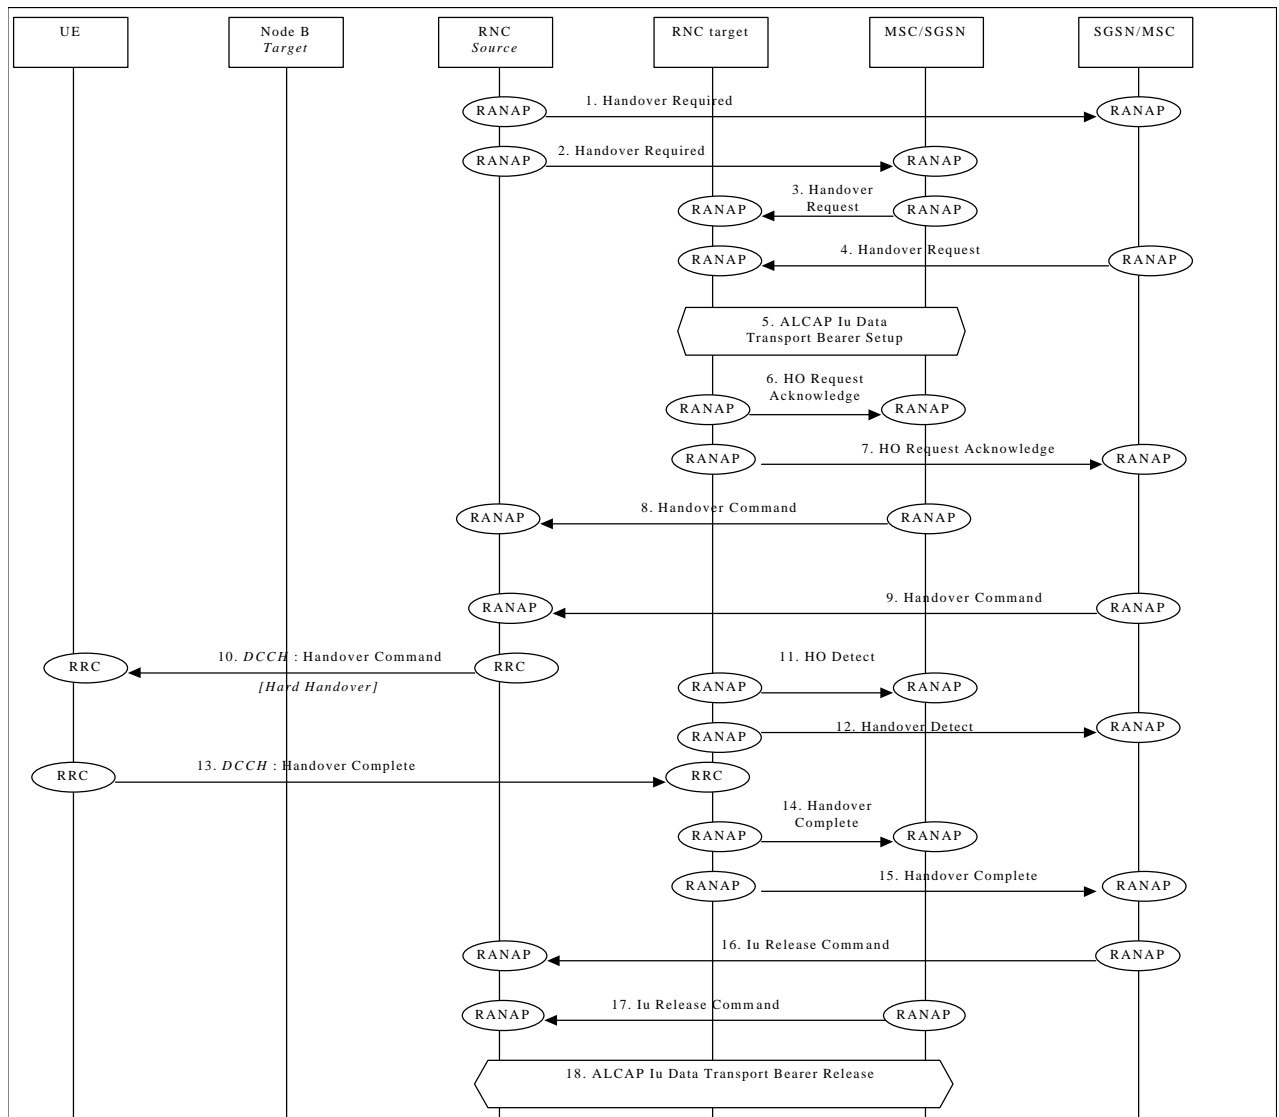 UE
Node B
Target
RNC
Source
RNC target
MSC/SGSN
SGSN/MSC
RANAP
1. Handover Required
RANAP
RANAP
2. Handover Required
RANAP
RANAP
3. Handover
Request
RANAP
RANAP
4. Handover Request
RANAP
5. ALCAP Iu Data
Transport Bearer Setup
6. HO Request
Acknowledge
RANAP
RANAP
RANAP
7. HO Request Acknowledge
RANAP
RANAP
8. Handover Command
RANAP
RANAP
9. Handover Command
RANAP
RRC
10. DCCH : Handover Command
[Hard Handover]
RRC
11. HO Detect
RANAP
RANAP
RANAP
12. Handover Detect
RANAP
RRC
13. DCCH : Handover Complete
RRC
14. Handover
Complete
RANAP
RANAP
RANAP
15. Handover Complete
RANAP
RANAP
16. Iu Release Command
RANAP
RANAP
17. Iu Release Command
RANAP
18. ALCAP Iu Data Transport Bearer Release